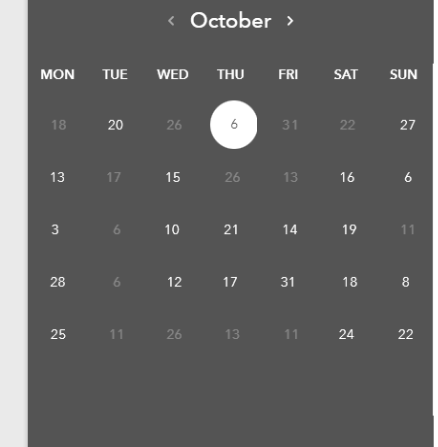 ‹ October ›
MON TUE WED THU FRI SAT SUN
18 20 26 6 31 22 27
13 17 15 26 13 16 6
3 6 10 21 14 19 11
28 6 12 17 31 18 8
25 11 26 13 11 24 22